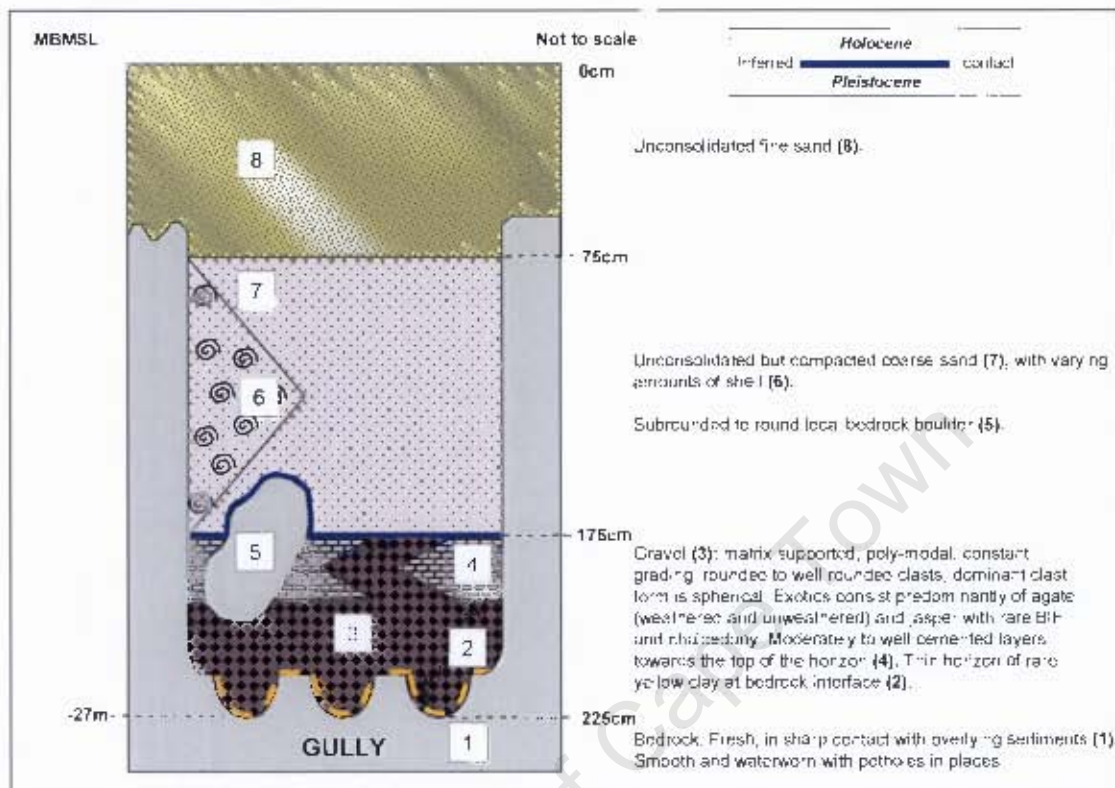 MBMSL
Not to scale
Holocene
Inferred contact
Pleistocene
0cm
8
Unconsolidated fine sand (8).
75cm
7
6
Unconsolidated but compacted coarse sand (7), with varying
amounts of shell (6).
Subrounded to round local bedrock boulder (5).
175cm
5
4
3
2
Gravel (3): matrix supported, poly-modal, constant
grading, rounded to well rounded clasts, dominant clast
form is spherical. Exotics consist predominantly of agate
(weathered and unweathered) and jasper with rare BIF
and chalcedony. Moderately to well cemented layers
towards the top of the horizon (4). Thin horizon of rare
yellow clay at bedrock interface (2).
-27m
225cm
GULLY
1
Bedrock: Fresh, in sharp contact with overlying sediments (1)
Smooth and waterworn with potholes in places
Cape Town